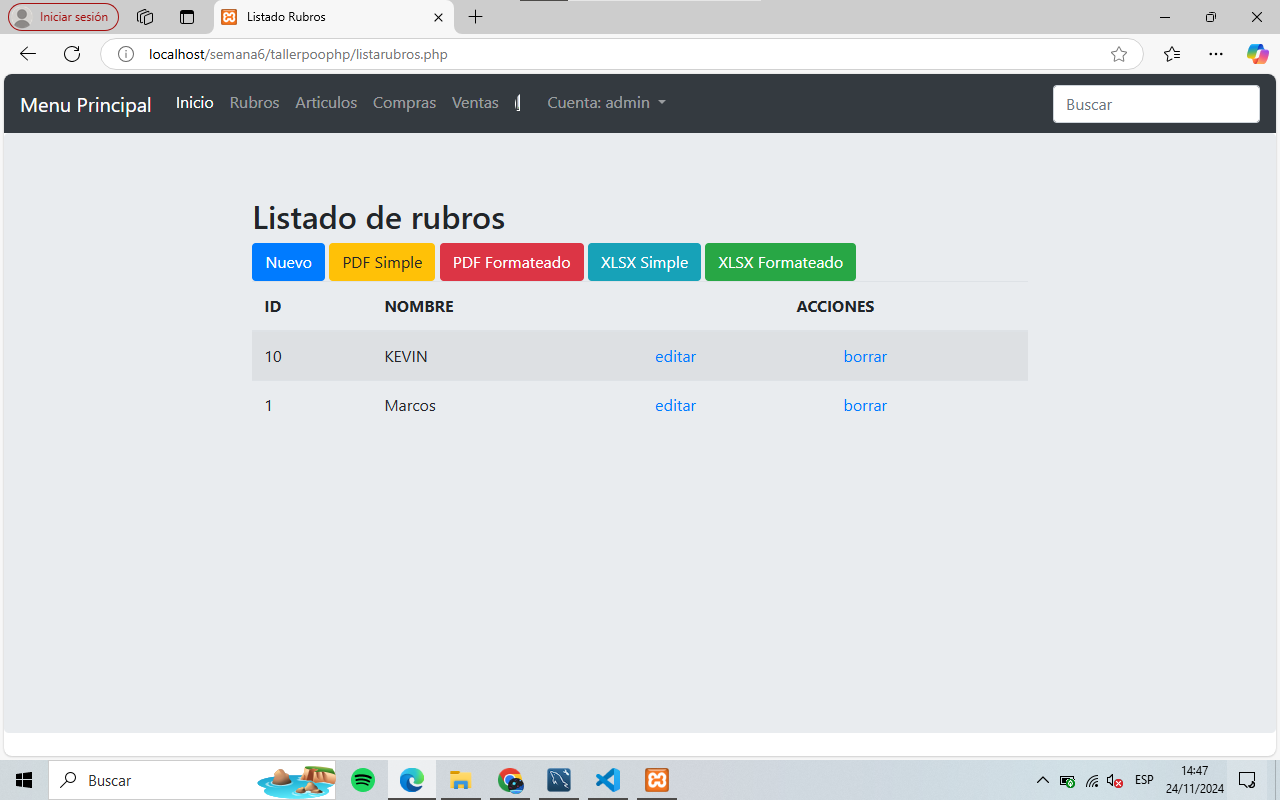 Iniciar sesión
Listado Rubros
localhost/semana6/tallerpoophp/listarubros.php
Menu Principal Inicio Rubros Articulos Compras Ventas Cuenta: admin Buscar
Listado de rubros
Nuevo PDF Simple PDF Formateado XLSX Simple XLSX Formateado
ID NOMBRE ACCIONES
10 KEVIN editar borrar
1 Marcos editar borrar
Buscar
ESP
14:47
24/11/2024